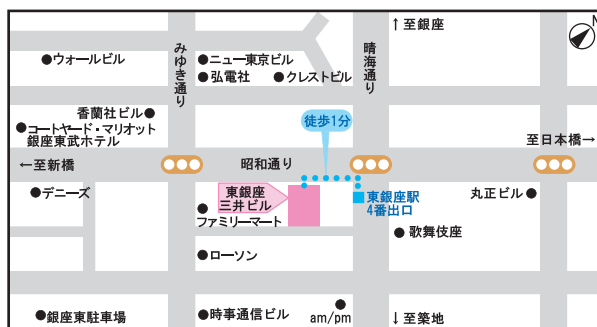 ↑至銀座
N
みゆき通り
晴海通り
ウォールビル
ニュー東京ビル
弘電社
クレストビル
香蘭社ビル
コートヤード・マリオット
銀座東武ホテル
徒歩1分
至日本橋→
←至新橋
昭和通り
デニーズ
東銀座
三井ビル
東銀座駅
4番出口
丸正ビル
ファミリーマート
歌舞伎座
ローソン
銀座東駐車場
時事通信ビル
am/pm
↓至築地